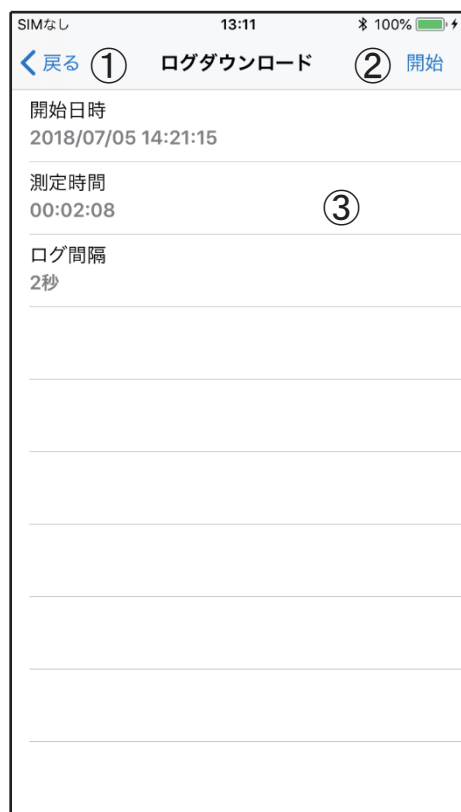 SIMなし 13:11 100%
戻る ① ログダウンロード ② 開始
開始日時
2018/07/05 14:21:15
測定時間
00:02:08 ③
ログ間隔
2秒